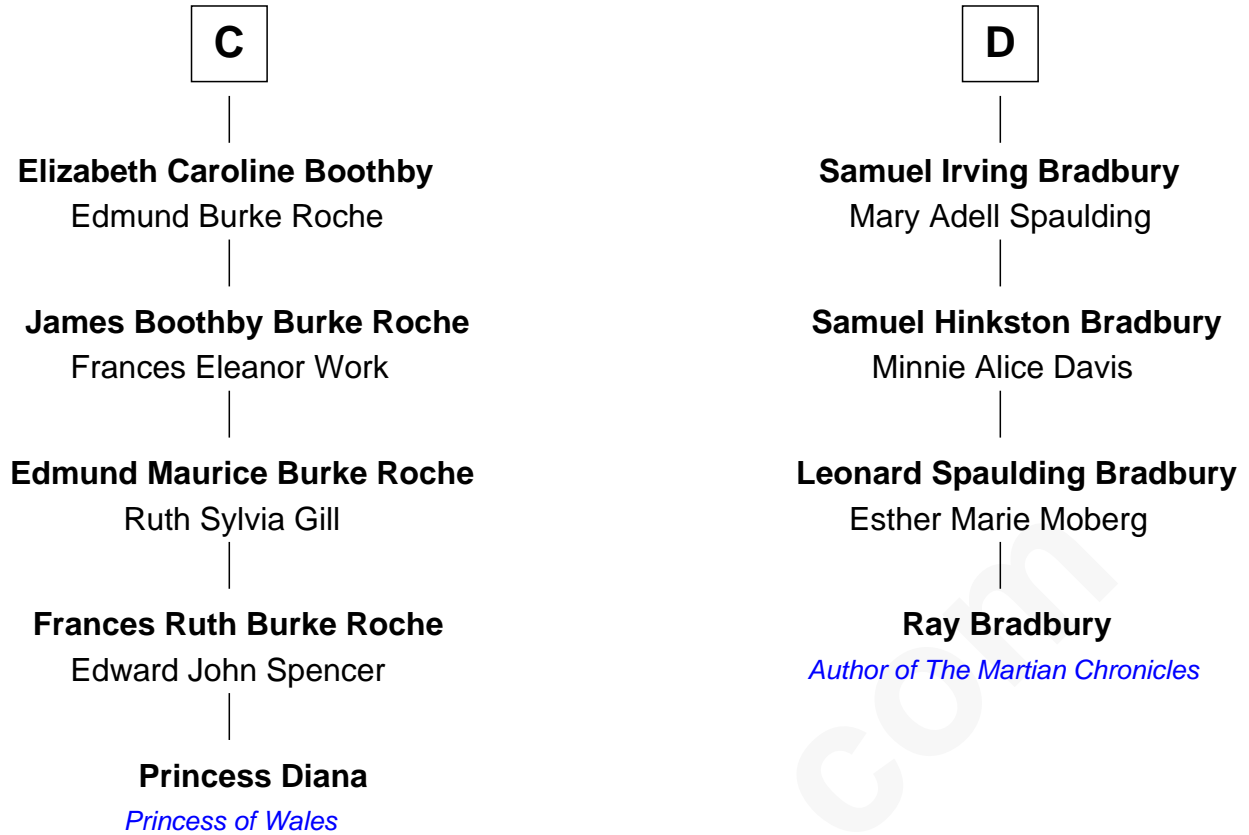 C
Elizabeth Caroline Boothby
Edmund Burke Roche
James Boothby Burke Roche
Frances Eleanor Work
Edmund Maurice Burke Roche
Ruth Sylvia Gill
Frances Ruth Burke Roche
Edward John Spencer
Princess Diana
Princess of Wales
D
Samuel Irving Bradbury
Mary Adell Spaulding
Samuel Hinkston Bradbury
Minnie Alice Davis
Leonard Spaulding Bradbury
Esther Marie Moberg
Ray Bradbury
Author of The Martian Chronicles
com